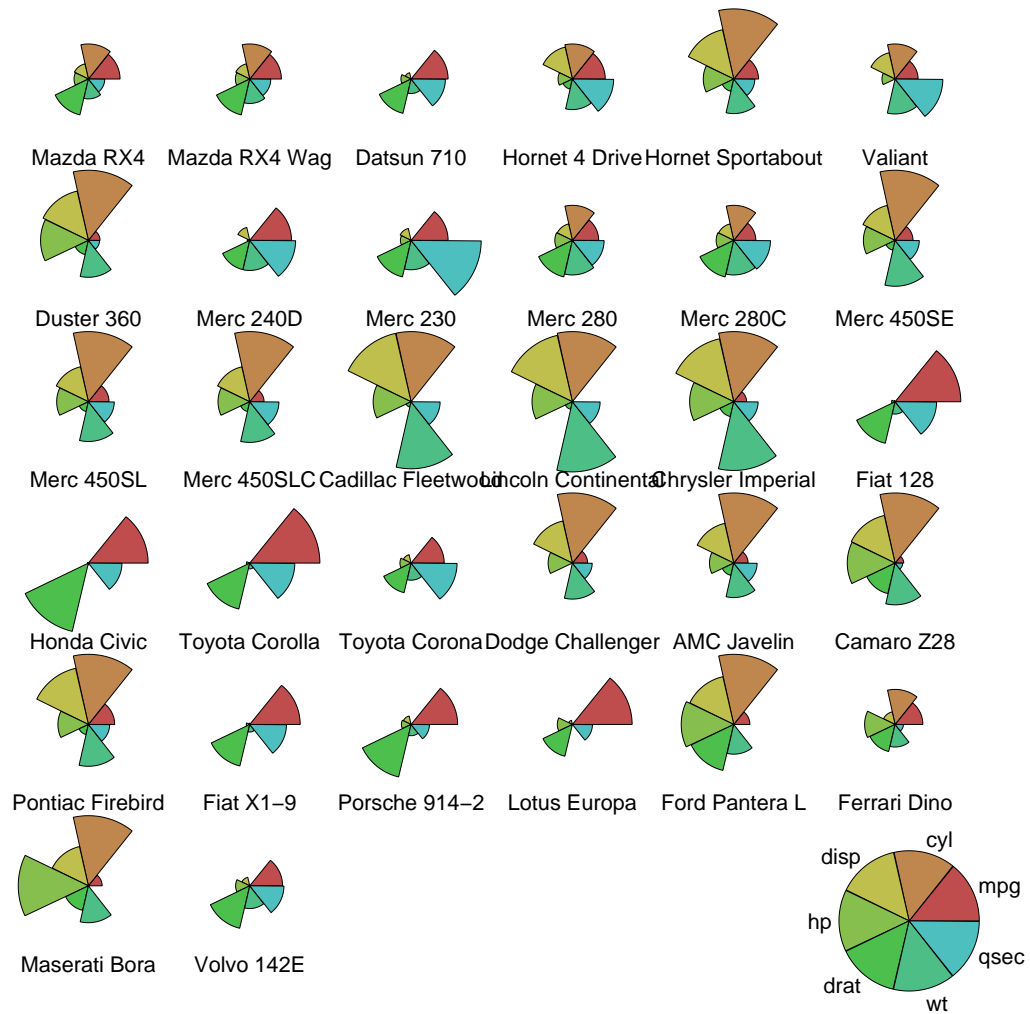 Mazda RX4 Mazda RX4 Wag Datsun 710 Hornet 4 Drive Hornet Sportabout Valiant
Duster 360 Merc 240D Merc 230 Merc 280 Merc 280C Merc 450SE
Merc 450SL Merc 450SLC Cadillac Fleetwood Lincoln Continental Chrysler Imperial Fiat 128
Honda Civic Toyota Corolla Toyota Corona Dodge Challenger AMC Javelin Camaro Z28
Pontiac Firebird Fiat X1−9 Porsche 914−2 Lotus Europa Ford Pantera L Ferrari Dino
Maserati Bora Volvo 142E
cyl
disp
mpg
hp
qsec
drat
wt